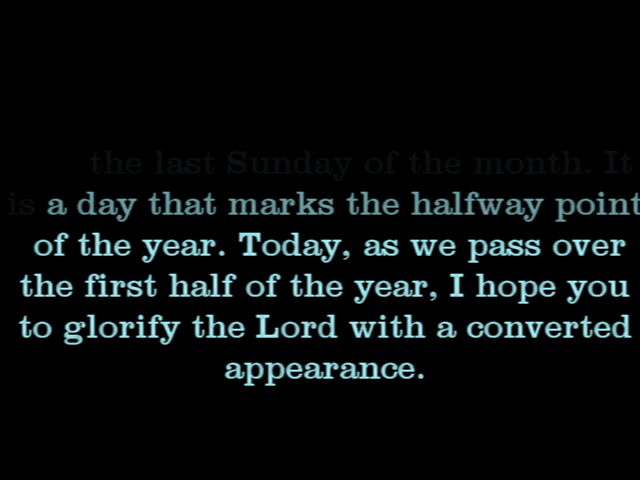 the last Sunday of the month. It
is a day that marks the halfway point
of the year. Today, as we pass over
the first half of the year, I hope you
to glorify the Lord with a converted
appearance.